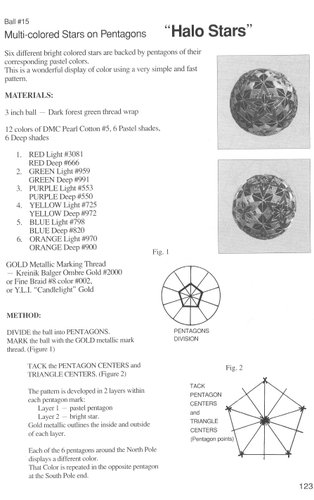 Ball #15
Multi-colored Stars on Pentagons "Halo Stars"
Six different bright colored stars are backed by pentagons of their
corresponding pastel colors.
This is a wonderful display of color using a very simple and fast
pattern.
MATERIALS:
3 inch ball — Dark forest green thread wrap
12 colors of DMC Pearl Cotton #5, 6 Pastel shades,
6 Deep shades
1. RED Light #3081
RED Deep #666
2. GREEN Light #959
GREEN Deep #991
3. PURPLE Light #553
PURPLE Deep #550
4. YELLOW Light #725
YELLOW Deep #972
5. BLUE Light #798
BLUE Deep #820
6. ORANGE Light #970
ORANGE Deep #900
GOLD Metallic Marking Thread
— Kreinik Balger Ombre Gold #2000
or Fine Braid #8 color #002,
or Y.L.I. "Candlelight" Gold
Fig. 1
PENTAGONS
DIVISION
METHOD:
DIVIDE the ball into PENTAGONS.
MARK the ball with the GOLD metallic mark
thread. (Figure 1)
TACK the PENTAGON CENTERS and
TRIANGLE CENTERS. (Figure 2)
The pattern is developed in 2 layers within
each pentagon mark:
Layer 1 — pastel pentagon
Layer 2 — bright star.
Gold metallic outlines the inside and outside
of each layer.
Each of the 6 pentagons around the North Pole
displays a different color.
That Color is repeated in the opposite pentagon
at the South Pole end.
Fig. 2
TACK
PENTAGON
CENTERS
and
TRIANGLE
CENTERS
(Pentagon points)
123